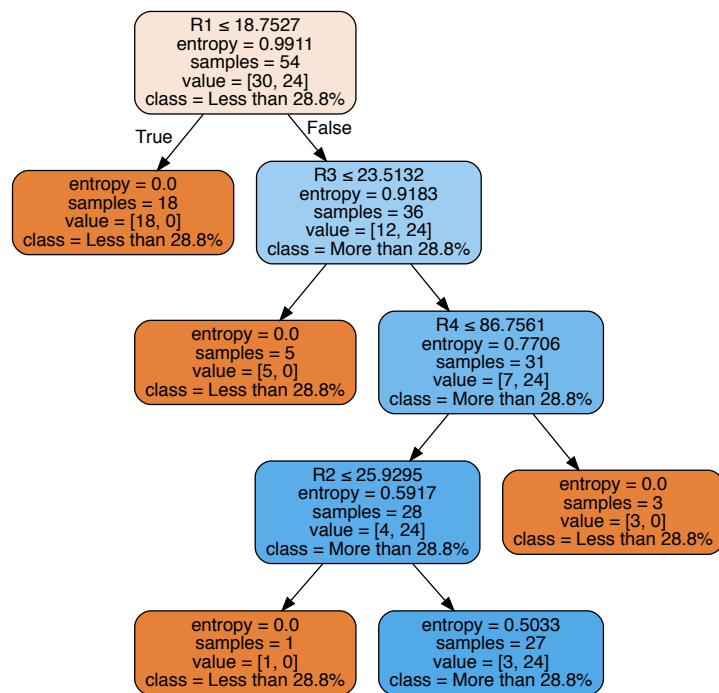 R1 ≤ 18.7527
entropy = 0.9911
samples = 54
value = [30, 24]
class = Less than 28.8%
True
False
entropy = 0.0
samples = 18
value = [18, 0]
class = Less than 28.8%
R3 ≤ 23.5132
entropy = 0.9183
samples = 36
value = [12, 24]
class = More than 28.8%
entropy = 0.0
samples = 5
value = [5, 0]
class = Less than 28.8%
R4 ≤ 86.7561
entropy = 0.7706
samples = 31
value = [7, 24]
class = More than 28.8%
R2 ≤ 25.9295
entropy = 0.5917
samples = 28
value = [4, 24]
class = More than 28.8%
entropy = 0.0
samples = 3
value = [3, 0]
class = Less than 28.8%
entropy = 0.0
samples = 1
value = [1, 0]
class = Less than 28.8%
entropy = 0.5033
samples = 27
value = [3, 24]
class = More than 28.8%